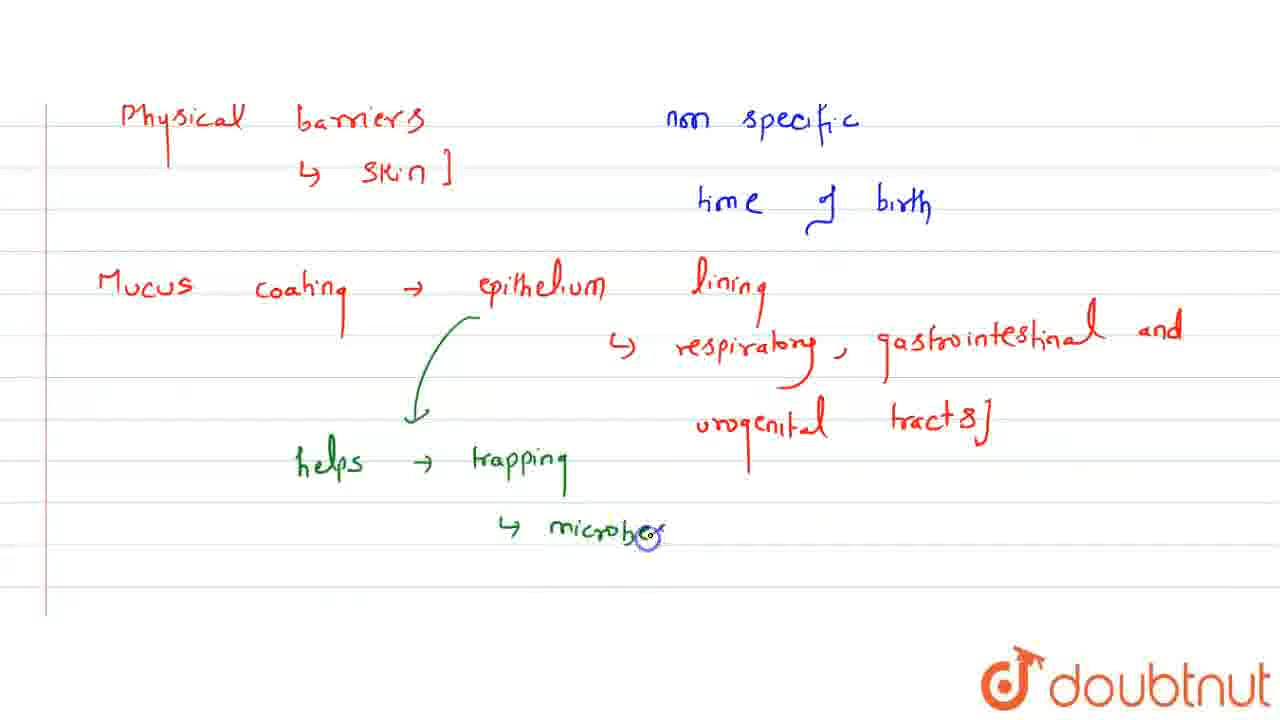 Physical barriers
non specific
↳ skin ]
time of birth
Mucus coating → epithelium lining
↳ respiratory, gastrointestinal and
urogenital tracts]
helps → trapping
↳ microbes
doubtnut